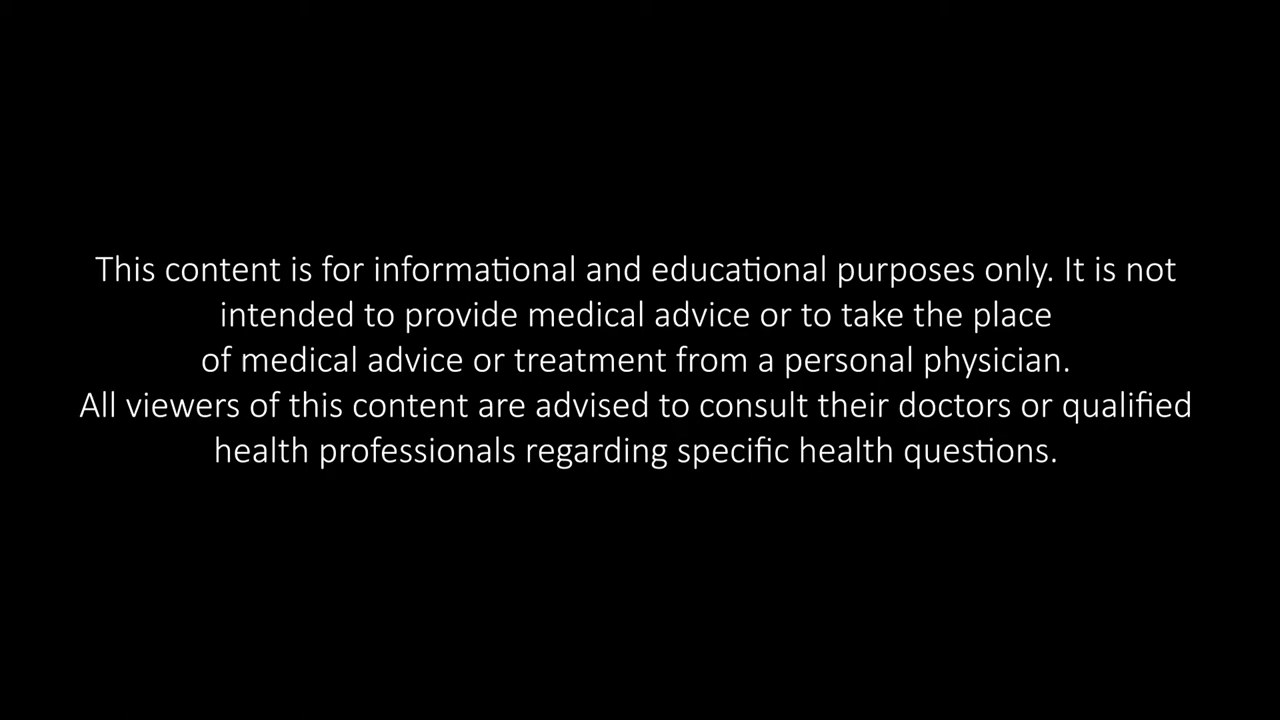 This content is for informational and educational purposes only. It is not
intended to provide medical advice or to take the place
of medical advice or treatment from a personal physician.
All viewers of this content are advised to consult their doctors or qualified
health professionals regarding specific health questions.